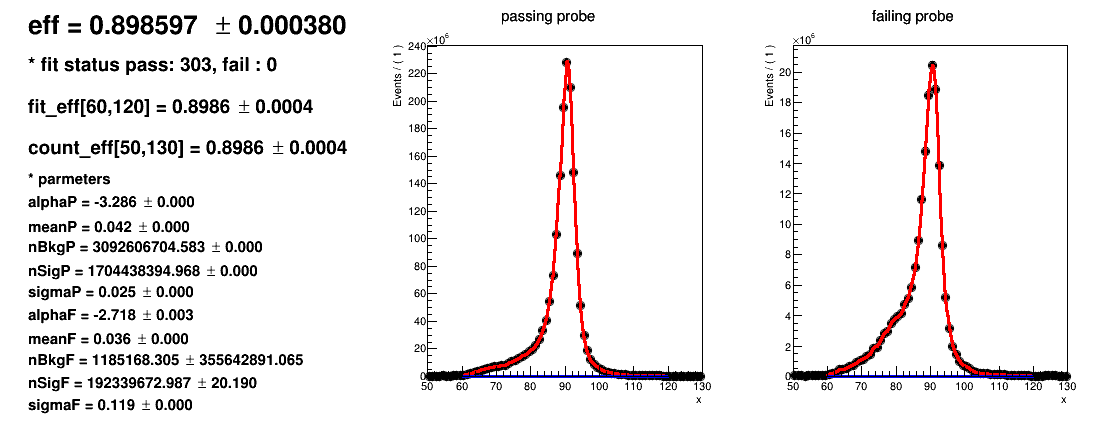 eff = 0.898597 ± 0.000380
* fit status pass: 303, fail : 0
fit_eff[60,120] = 0.8986 ± 0.0004
count_eff[50,130] = 0.8986 ± 0.0004
* parmeters
alphaP = -3.286 ± 0.000
meanP = 0.042 ± 0.000
nBkgP = 3092606704.583 ± 0.000
nSigP = 1704438394.968 ± 0.000
sigmaP = 0.025 ± 0.000
alphaF = -2.718 ± 0.003
meanF = 0.036 ± 0.000
nBkgF = 1185168.305 ± 355642891.065
nSigF = 192339672.987 ± 20.190
sigmaF = 0.119 ± 0.000
passing probe
×10⁶
Events / ( 1 )
240
220
200
180
160
140
120
100
80
60
40
20
0
50 60 70 80 90 100 110 120 130
x
failing probe
×10⁶
Events / ( 1 )
20
18
16
14
12
10
8
6
4
2
0
50 60 70 80 90 100 110 120 130
x